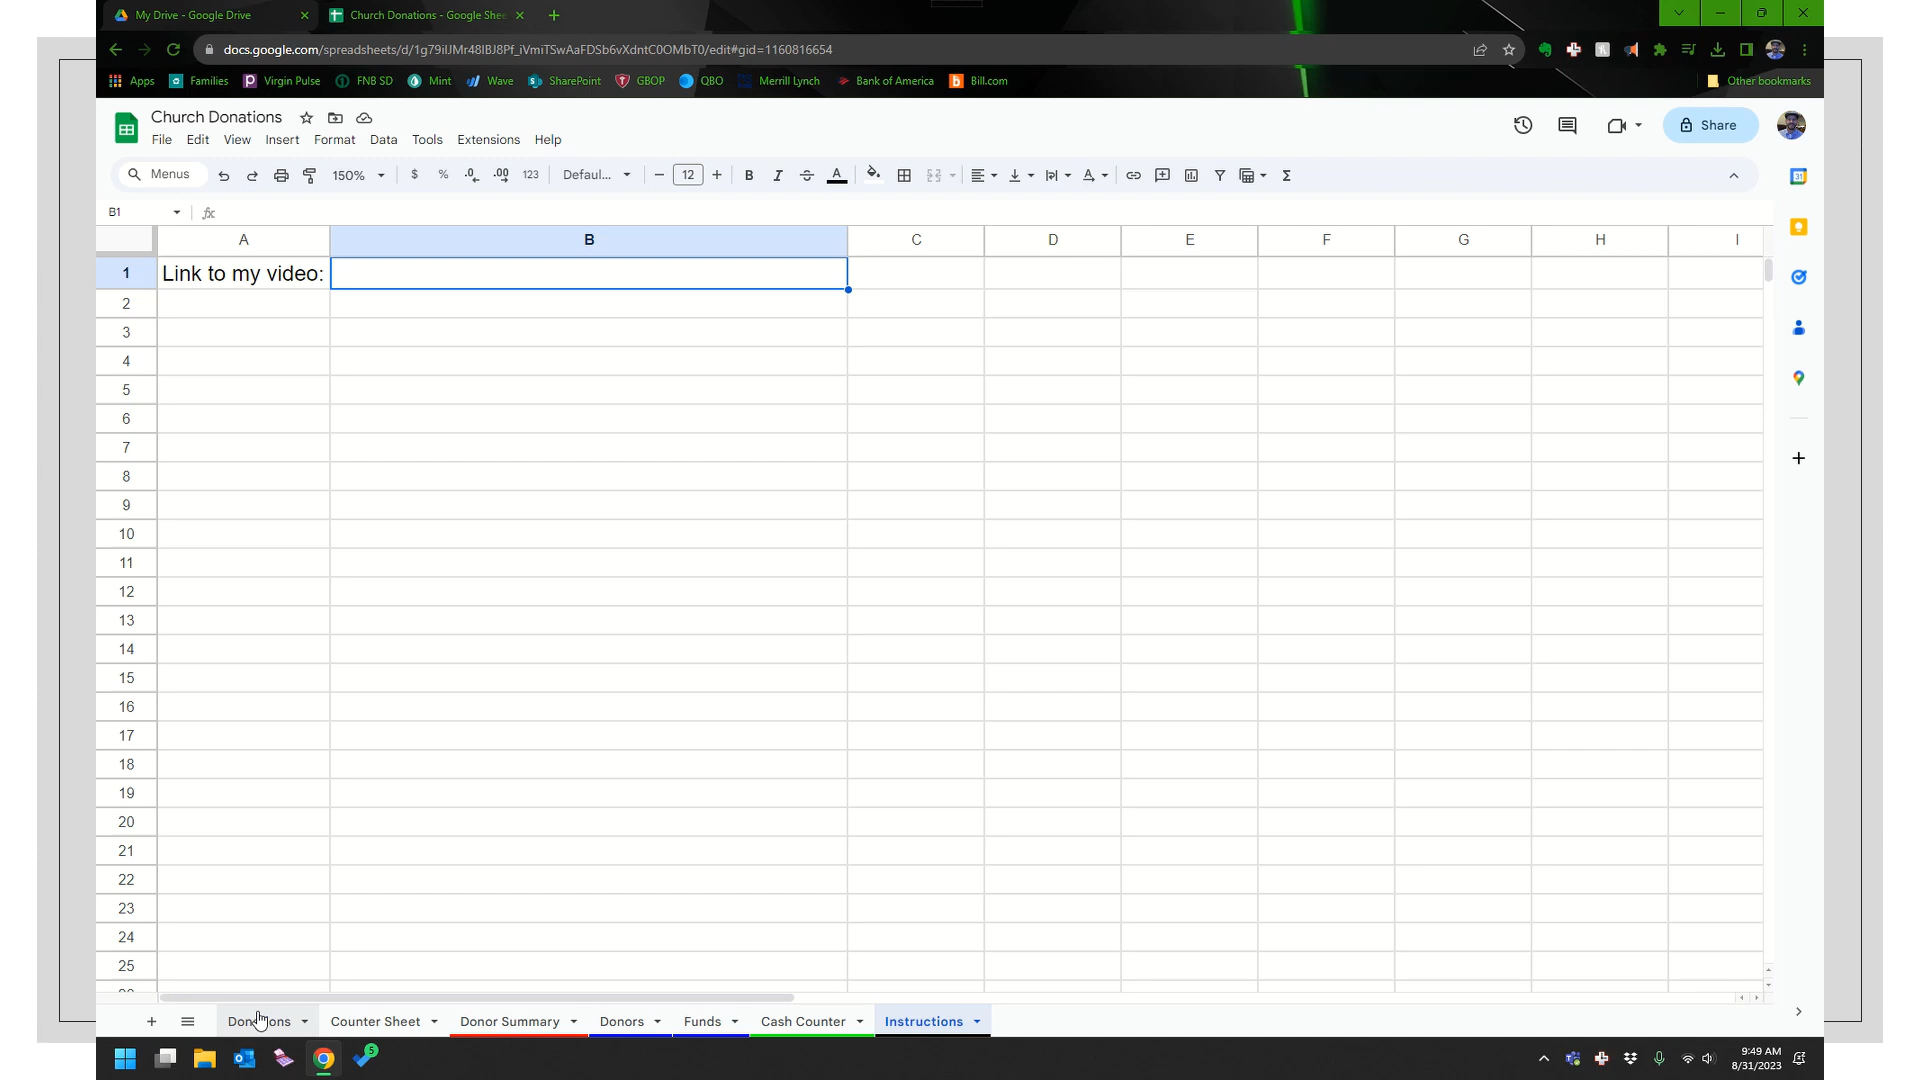 My Drive - Google Drive
Church Donations - Google Shee
docs.google.com/spreadsheets/d/1g79iIJMr48IBJ8Pf_iVmiTSwAaFDSb6vXdntC0OMbT0/edit#gid=1160816654
Apps Families Virgin Pulse FNB SD Mint Wave SharePoint GBOP QBO Merrill Lynch Bank of America Bill.com Other bookmarks
Church Donations
File Edit View Insert Format Data Tools Extensions Help
Share
Menus 150% $ % .0 .00 123 Defaul... 12 B I A Σ
31
B1 fx
A B C D E F G H I
1 Link to my video:
2
3
4
5
6
7
8
9
10
11
12
13
14
15
16
17
18
19
20
21
22
23
24
25
Donations Counter Sheet Donor Summary Donors Funds Cash Counter Instructions
5
9:49 AM
8/31/2023